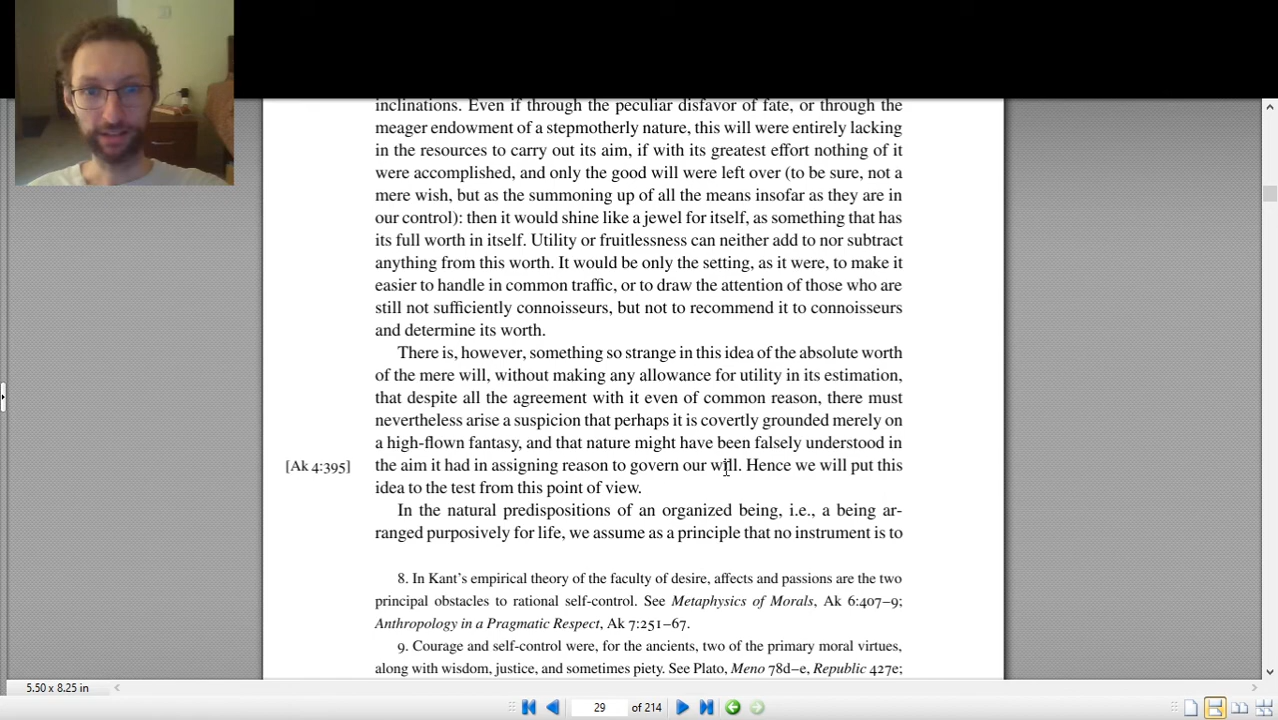 inclinations. Even if through the peculiar disfavor of fate, or through the
meager endowment of a stepmotherly nature, this will were entirely lacking
in the resources to carry out its aim, if with its greatest effort nothing of it
were accomplished, and only the good will were left over (to be sure, not a
mere wish, but as the summoning up of all the means insofar as they are in
our control): then it would shine like a jewel for itself, as something that has
its full worth in itself. Utility or fruitlessness can neither add to nor subtract
anything from this worth. It would be only the setting, as it were, to make it
easier to handle in common traffic, or to draw the attention of those who are
still not sufficiently connoisseurs, but not to recommend it to connoisseurs
and determine its worth.
There is, however, something so strange in this idea of the absolute worth
of the mere will, without making any allowance for utility in its estimation,
that despite all the agreement with it even of common reason, there must
nevertheless arise a suspicion that perhaps it is covertly grounded merely on
a high-flown fantasy, and that nature might have been falsely understood in
[Ak 4:395] the aim it had in assigning reason to govern our will. Hence we will put this
idea to the test from this point of view.
In the natural predispositions of an organized being, i.e., a being ar-
ranged purposively for life, we assume as a principle that no instrument is to
8. In Kant's empirical theory of the faculty of desire, affects and passions are the two
principal obstacles to rational self-control. See Metaphysics of Morals, Ak 6:407–9;
Anthropology in a Pragmatic Respect, Ak 7:251–67.
9. Courage and self-control were, for the ancients, two of the primary moral virtues,
along with wisdom, justice, and sometimes piety. See Plato, Meno 78d–e, Republic 427e;
5.50 x 8.25 in
29 of 214